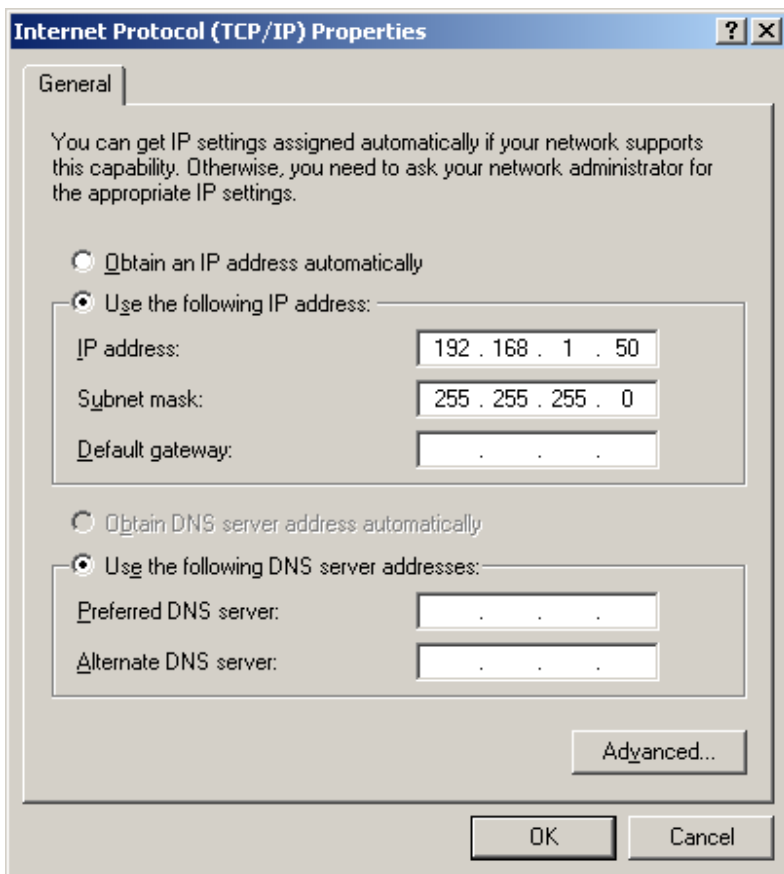 Internet Protocol (TCP/IP) Properties
General
You can get IP settings assigned automatically if your network supports
this capability. Otherwise, you need to ask your network administrator for
the appropriate IP settings.
Obtain an IP address automatically
Use the following IP address:
IP address: 192 . 168 . 1 . 50
Subnet mask: 255 . 255 . 255 . 0
Default gateway: . . .
Obtain DNS server address automatically
Use the following DNS server addresses:
Preferred DNS server: . . .
Alternate DNS server: . . .
Advanced...
OK Cancel